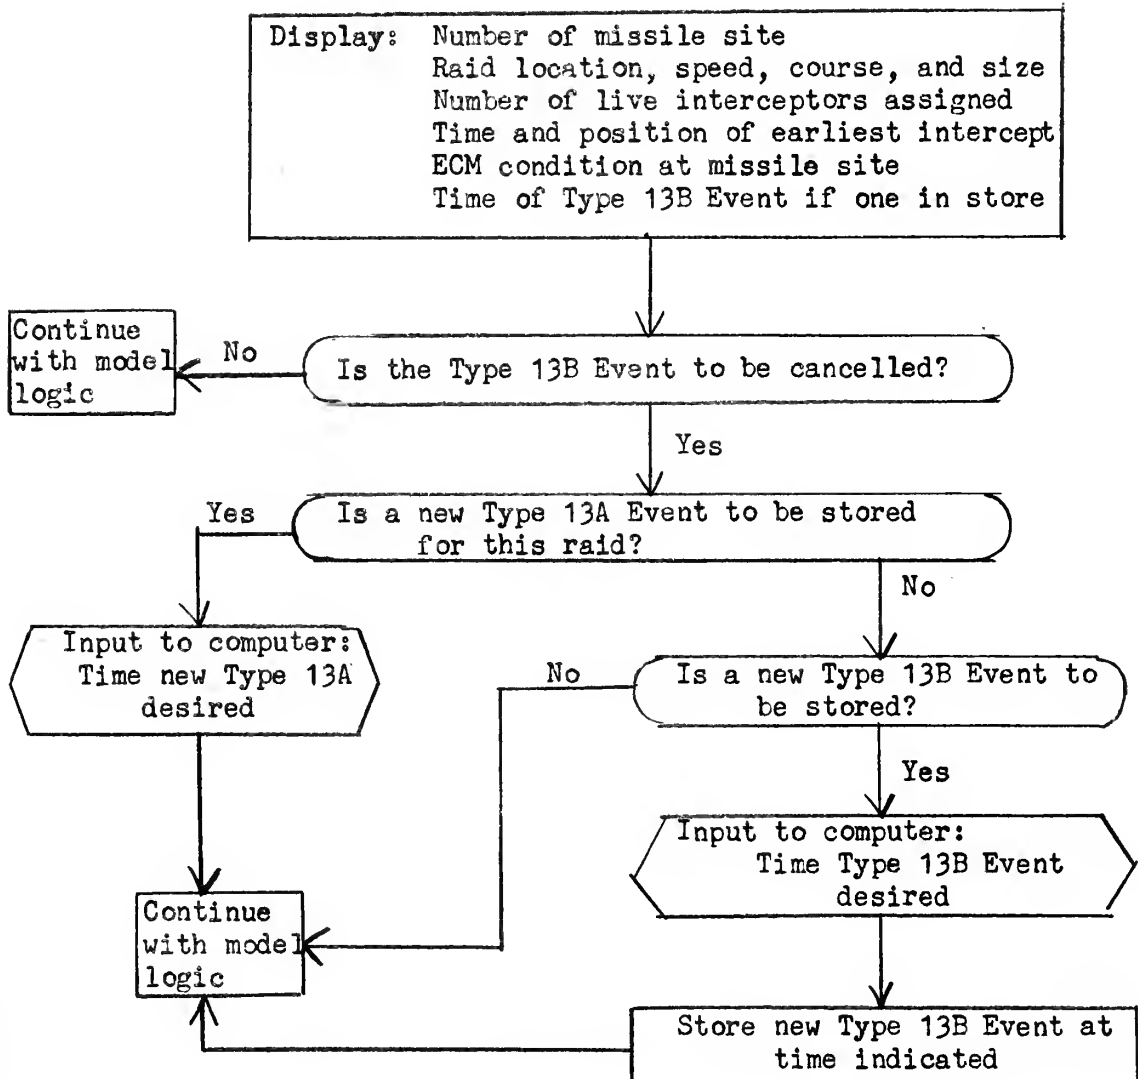 Display: Number of missile site
Raid location, speed, course, and size
Number of live interceptors assigned
Time and position of earliest intercept
ECM condition at missile site
Time of Type 13B Event if one in store
Continue
with model
logic
No
Is the Type 13B Event to be cancelled?
Yes
Yes
Is a new Type 13A Event to be stored
for this raid?
No
Input to computer:
Time new Type 13A
desired
No
Is a new Type 13B Event to
be stored?
Yes
Input to computer:
Time Type 13B Event
desired
Continue
with model
logic
Store new Type 13B Event at
time indicated